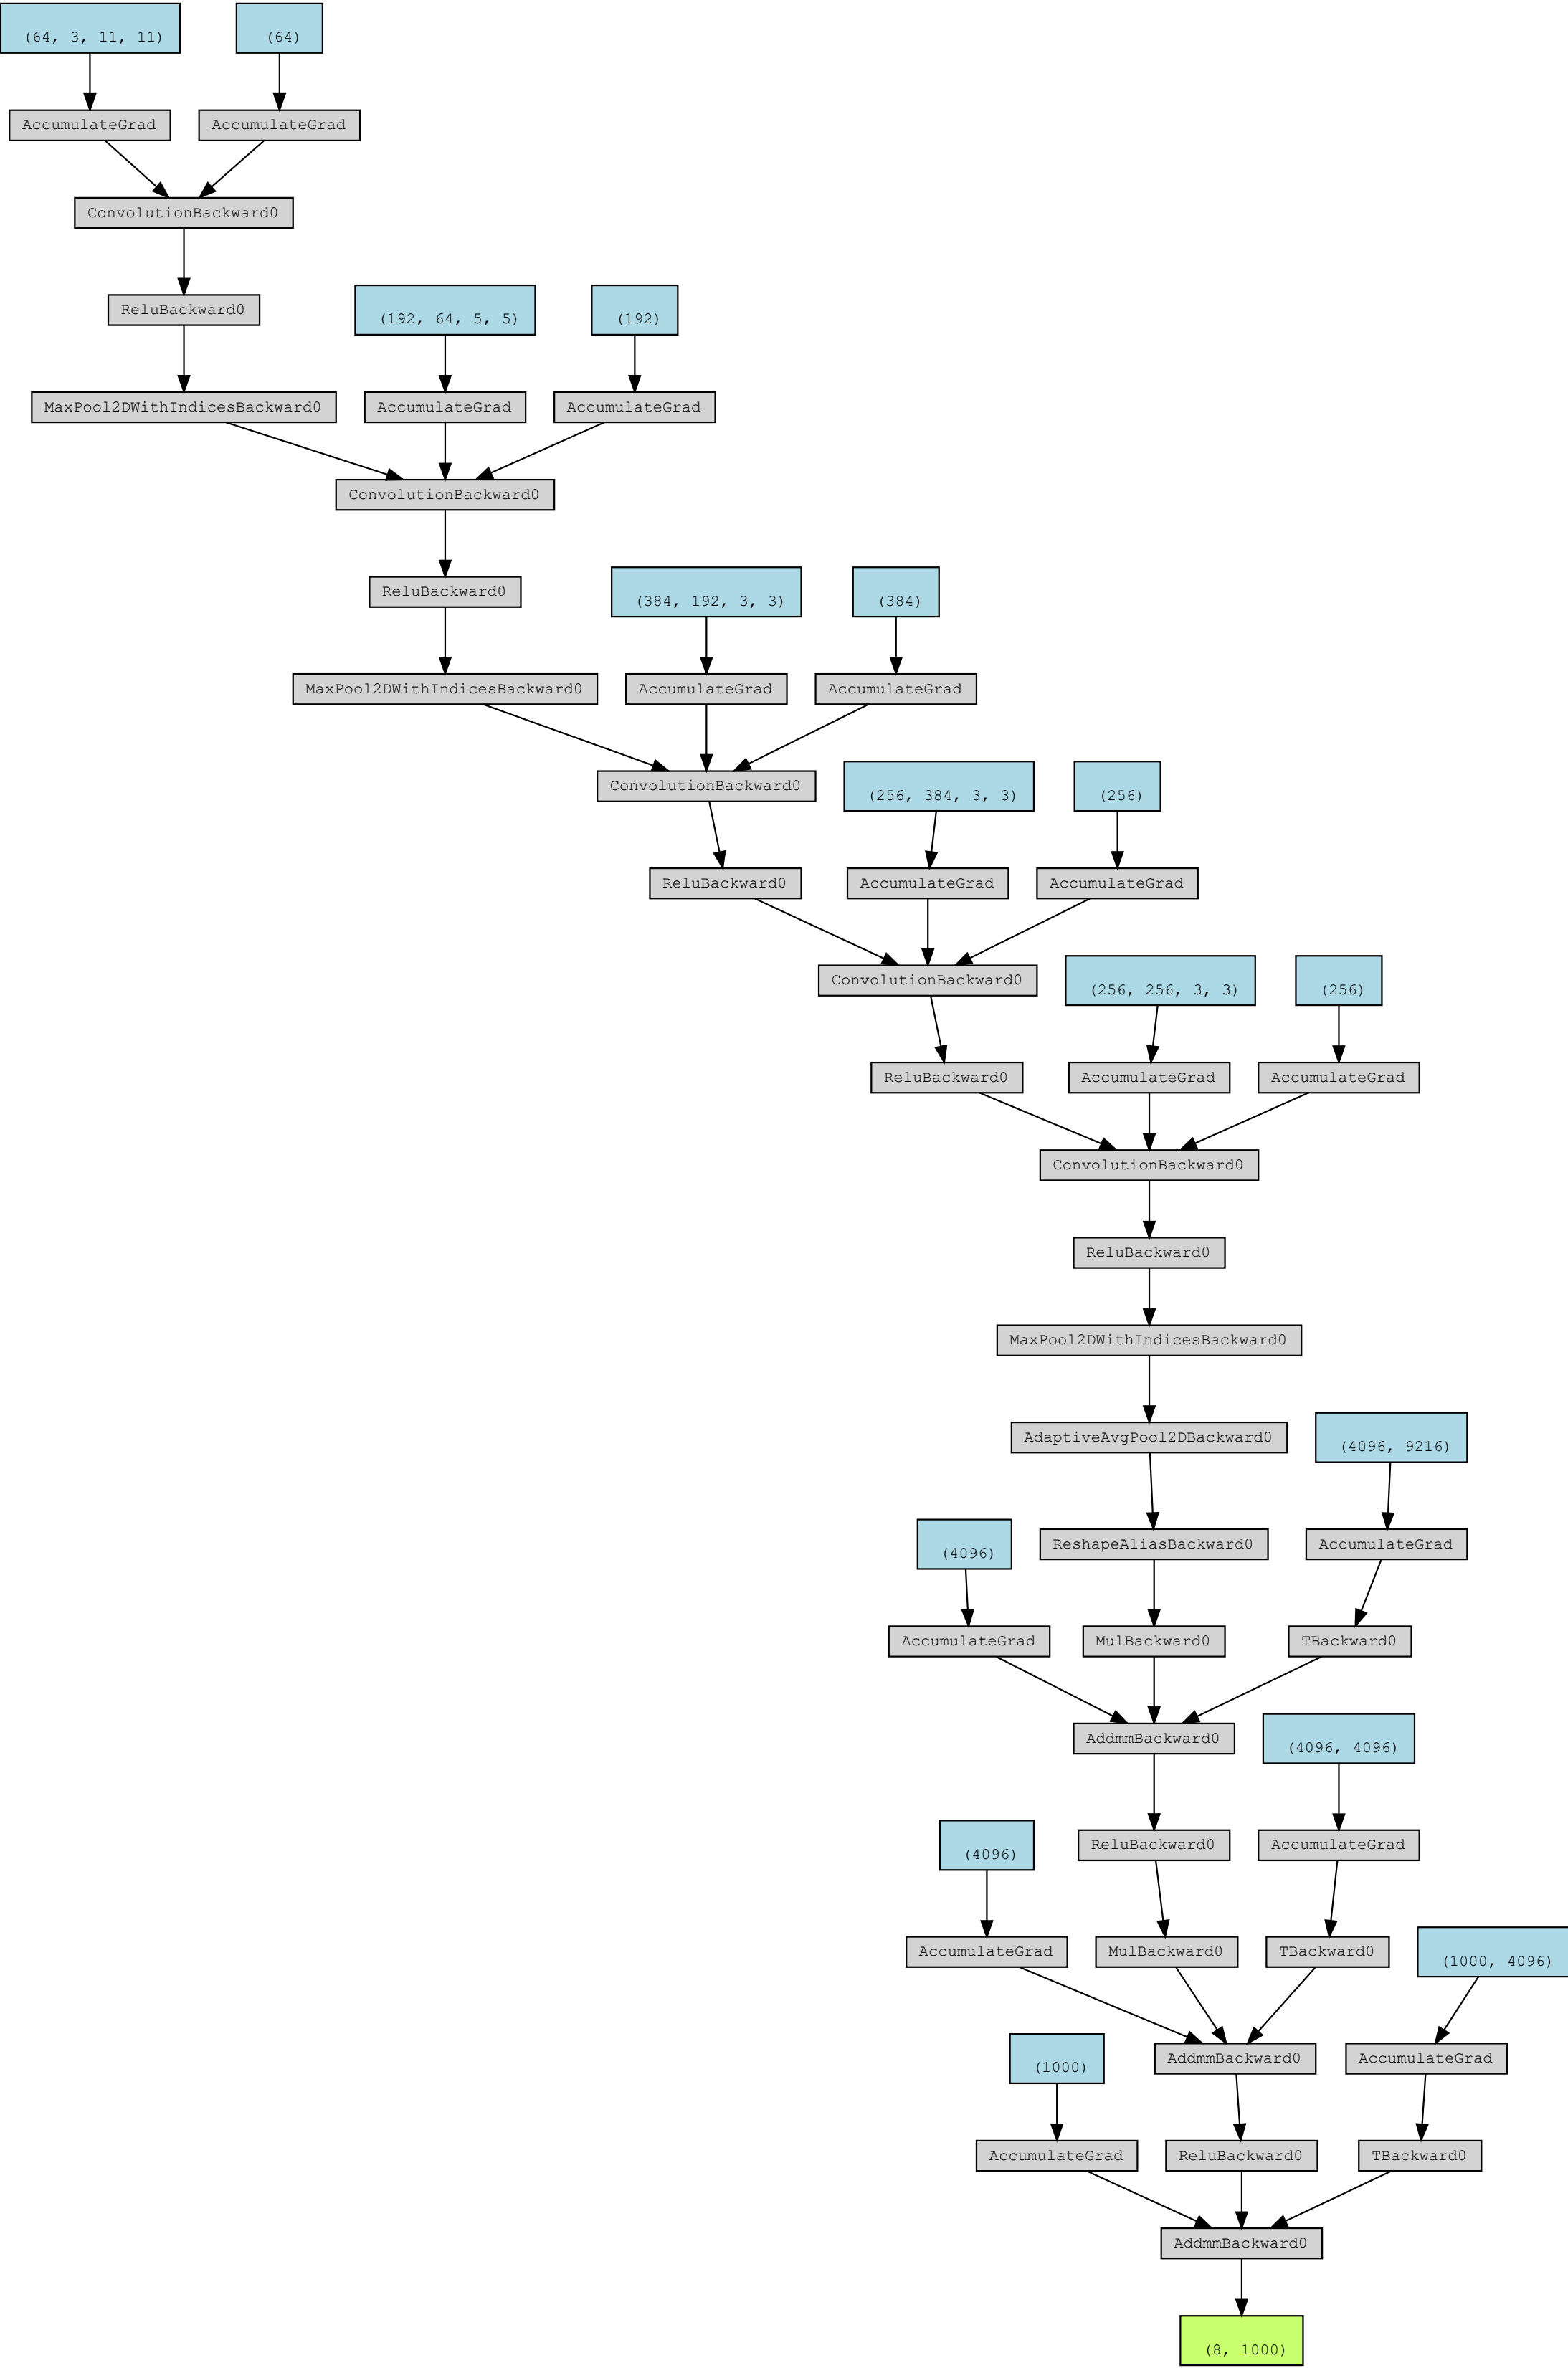 (64, 3, 11, 11)
(64)
AccumulateGrad
AccumulateGrad
ConvolutionBackward0
ReluBackward0
(192, 64, 5, 5)
(192)
MaxPool2DWithIndicesBackward0
AccumulateGrad
AccumulateGrad
ConvolutionBackward0
ReluBackward0
(384, 192, 3, 3)
(384)
MaxPool2DWithIndicesBackward0
AccumulateGrad
AccumulateGrad
ConvolutionBackward0
(256, 384, 3, 3)
(256)
ReluBackward0
AccumulateGrad
AccumulateGrad
ConvolutionBackward0
(256, 256, 3, 3)
(256)
ReluBackward0
AccumulateGrad
AccumulateGrad
ConvolutionBackward0
ReluBackward0
MaxPool2DWithIndicesBackward0
AdaptiveAvgPool2DBackward0
(4096, 9216)
(4096)
ReshapeAliasBackward0
AccumulateGrad
AccumulateGrad
MulBackward0
TBackward0
AddmmBackward0
(4096, 4096)
(4096)
ReluBackward0
AccumulateGrad
AccumulateGrad
MulBackward0
TBackward0
(1000, 4096)
(1000)
AddmmBackward0
AccumulateGrad
AccumulateGrad
ReluBackward0
TBackward0
AddmmBackward0
(8, 1000)